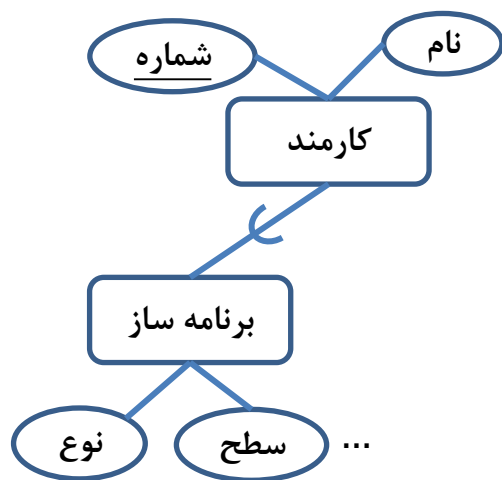 نام
شماره
کارمند
برنامه ساز
نوع
سطح
...